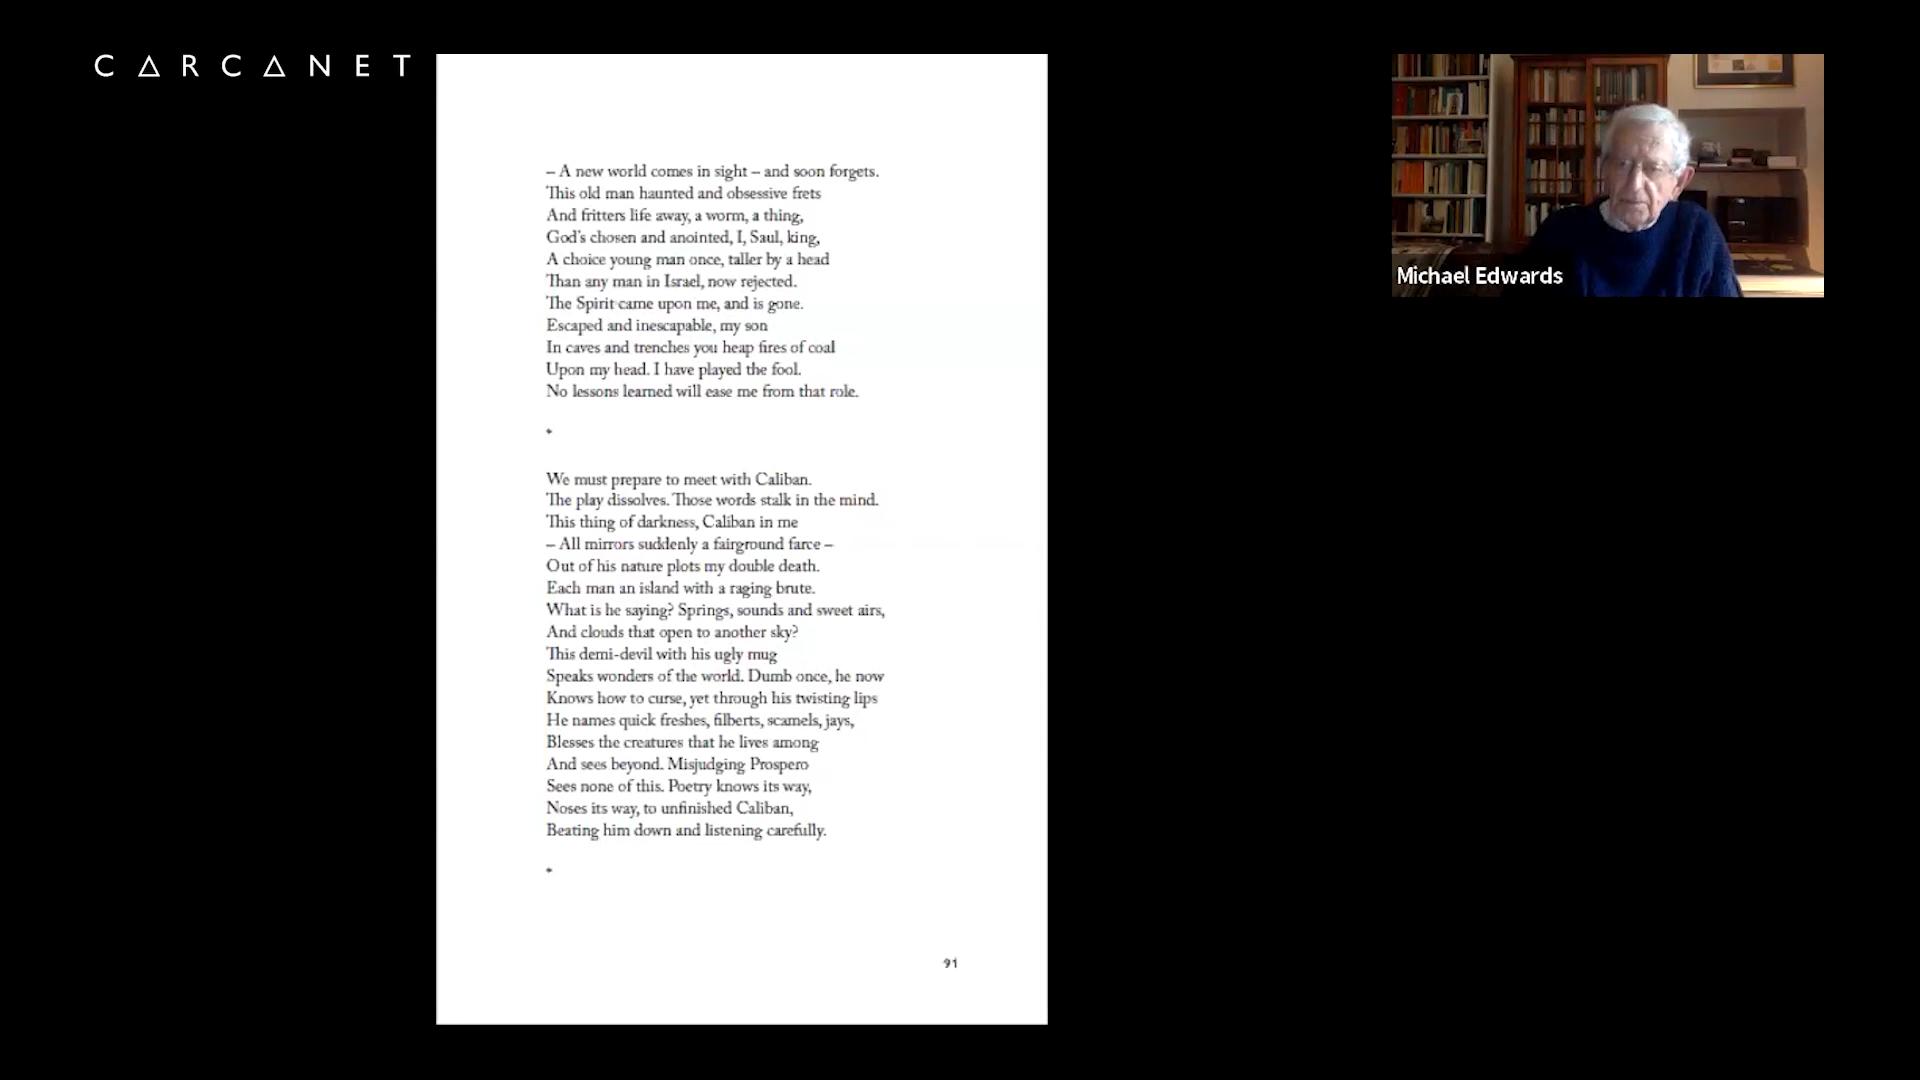 CARCANET
– A new world comes in sight – and soon forgets.
This old man haunted and obsessive frets
And fritters life away, a worm, a thing,
God's chosen and anointed, I, Saul, king,
A choice young man once, taller by a head
Than any man in Israel, now rejected.
The Spirit came upon me, and is gone.
Escaped and inescapable, my son
In caves and trenches you heap fires of coal
Upon my head. I have played the fool.
No lessons learned will ease me from that role.
*
We must prepare to meet with Caliban.
The play dissolves. Those words stalk in the mind.
This thing of darkness, Caliban in me
– All mirrors suddenly a fairground farce –
Out of his nature plots my double death.
Each man an island with a raging brute.
What is he saying? Springs, sounds and sweet airs,
And clouds that open to another sky?
This demi-devil with his ugly mug
Speaks wonders of the world. Dumb once, he now
Knows how to curse, yet through his twisting lips
He names quick freshes, filberts, scamels, jays,
Blesses the creatures that he lives among
And sees beyond. Misjudging Prospero
Sees none of this. Poetry knows its way,
Noses its way, to unfinished Caliban,
Beating him down and listening carefully.
*
91
Michael Edwards